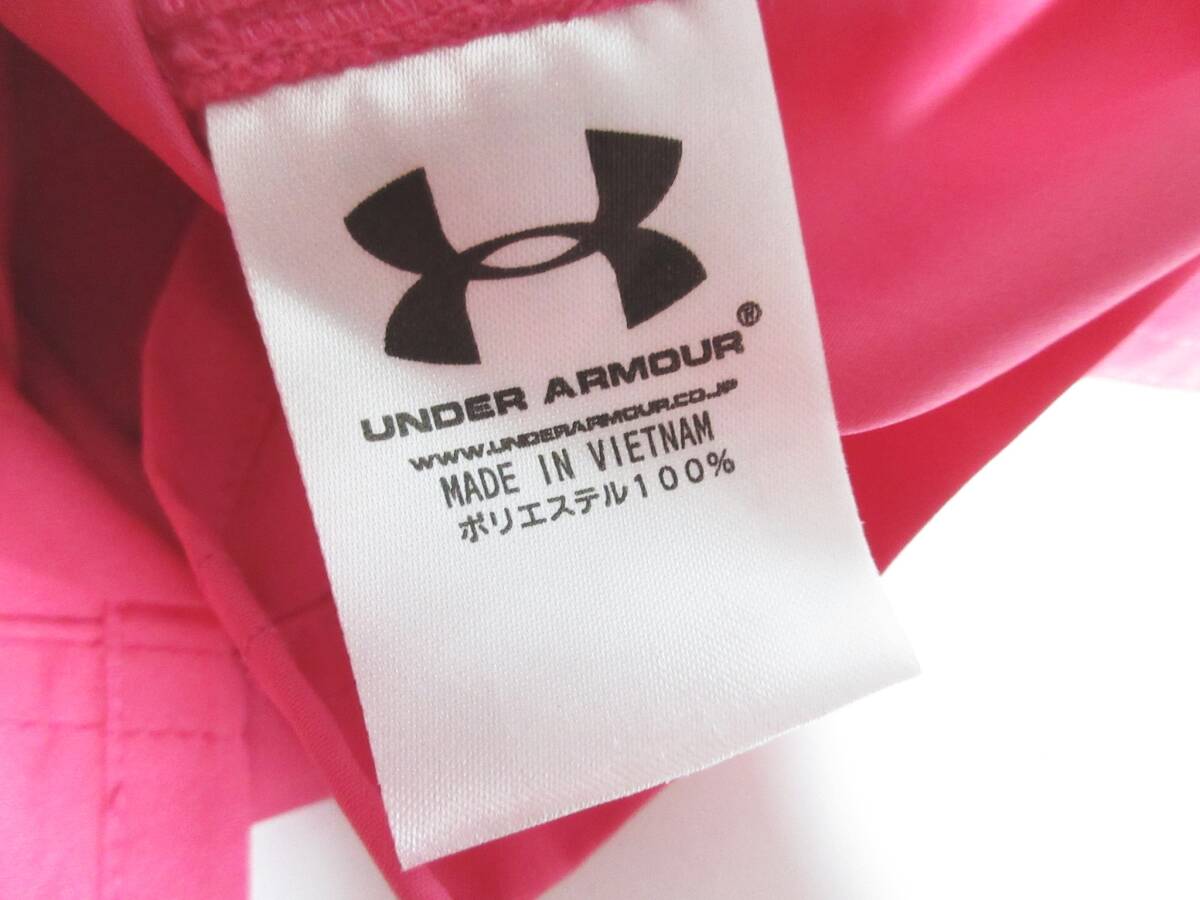 UNDER ARMOUR®
WWW.UNDERARMOUR.CO.JP
MADE IN VIETNAM
ポリエステル100%